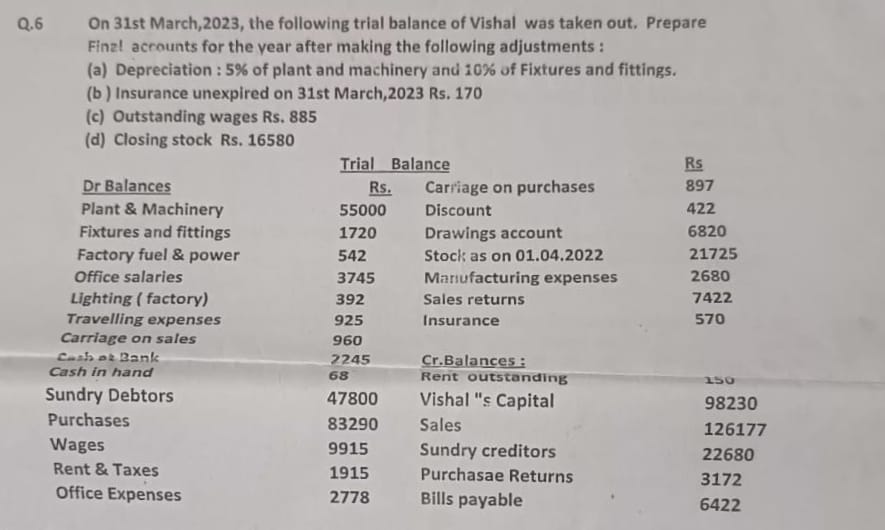 Q.6 On 31st March,2023, the following trial balance of Vishal was taken out. Prepare
Final accounts for the year after making the following adjustments :
(a) Depreciation : 5% of plant and machinery and 10% of Fixtures and fittings.
(b ) Insurance unexpired on 31st March,2023 Rs. 170
(c) Outstanding wages Rs. 885
(d) Closing stock Rs. 16580
Trial Balance Rs
Dr Balances Rs. Carriage on purchases 897
Plant & Machinery 55000 Discount 422
Fixtures and fittings 1720 Drawings account 6820
Factory fuel & power 542 Stock as on 01.04.2022 21725
Office salaries 3745 Manufacturing expenses 2680
Lighting ( factory) 392 Sales returns 7422
Travelling expenses 925 Insurance 570
Carriage on sales 960
Cash at Bank 2245 Cr.Balances :
Cash in hand 68 Rent outstanding 150
Sundry Debtors 47800 Vishal "s Capital 98230
Purchases 83290 Sales 126177
Wages 9915 Sundry creditors 22680
Rent & Taxes 1915 Purchasae Returns 3172
Office Expenses 2778 Bills payable 6422